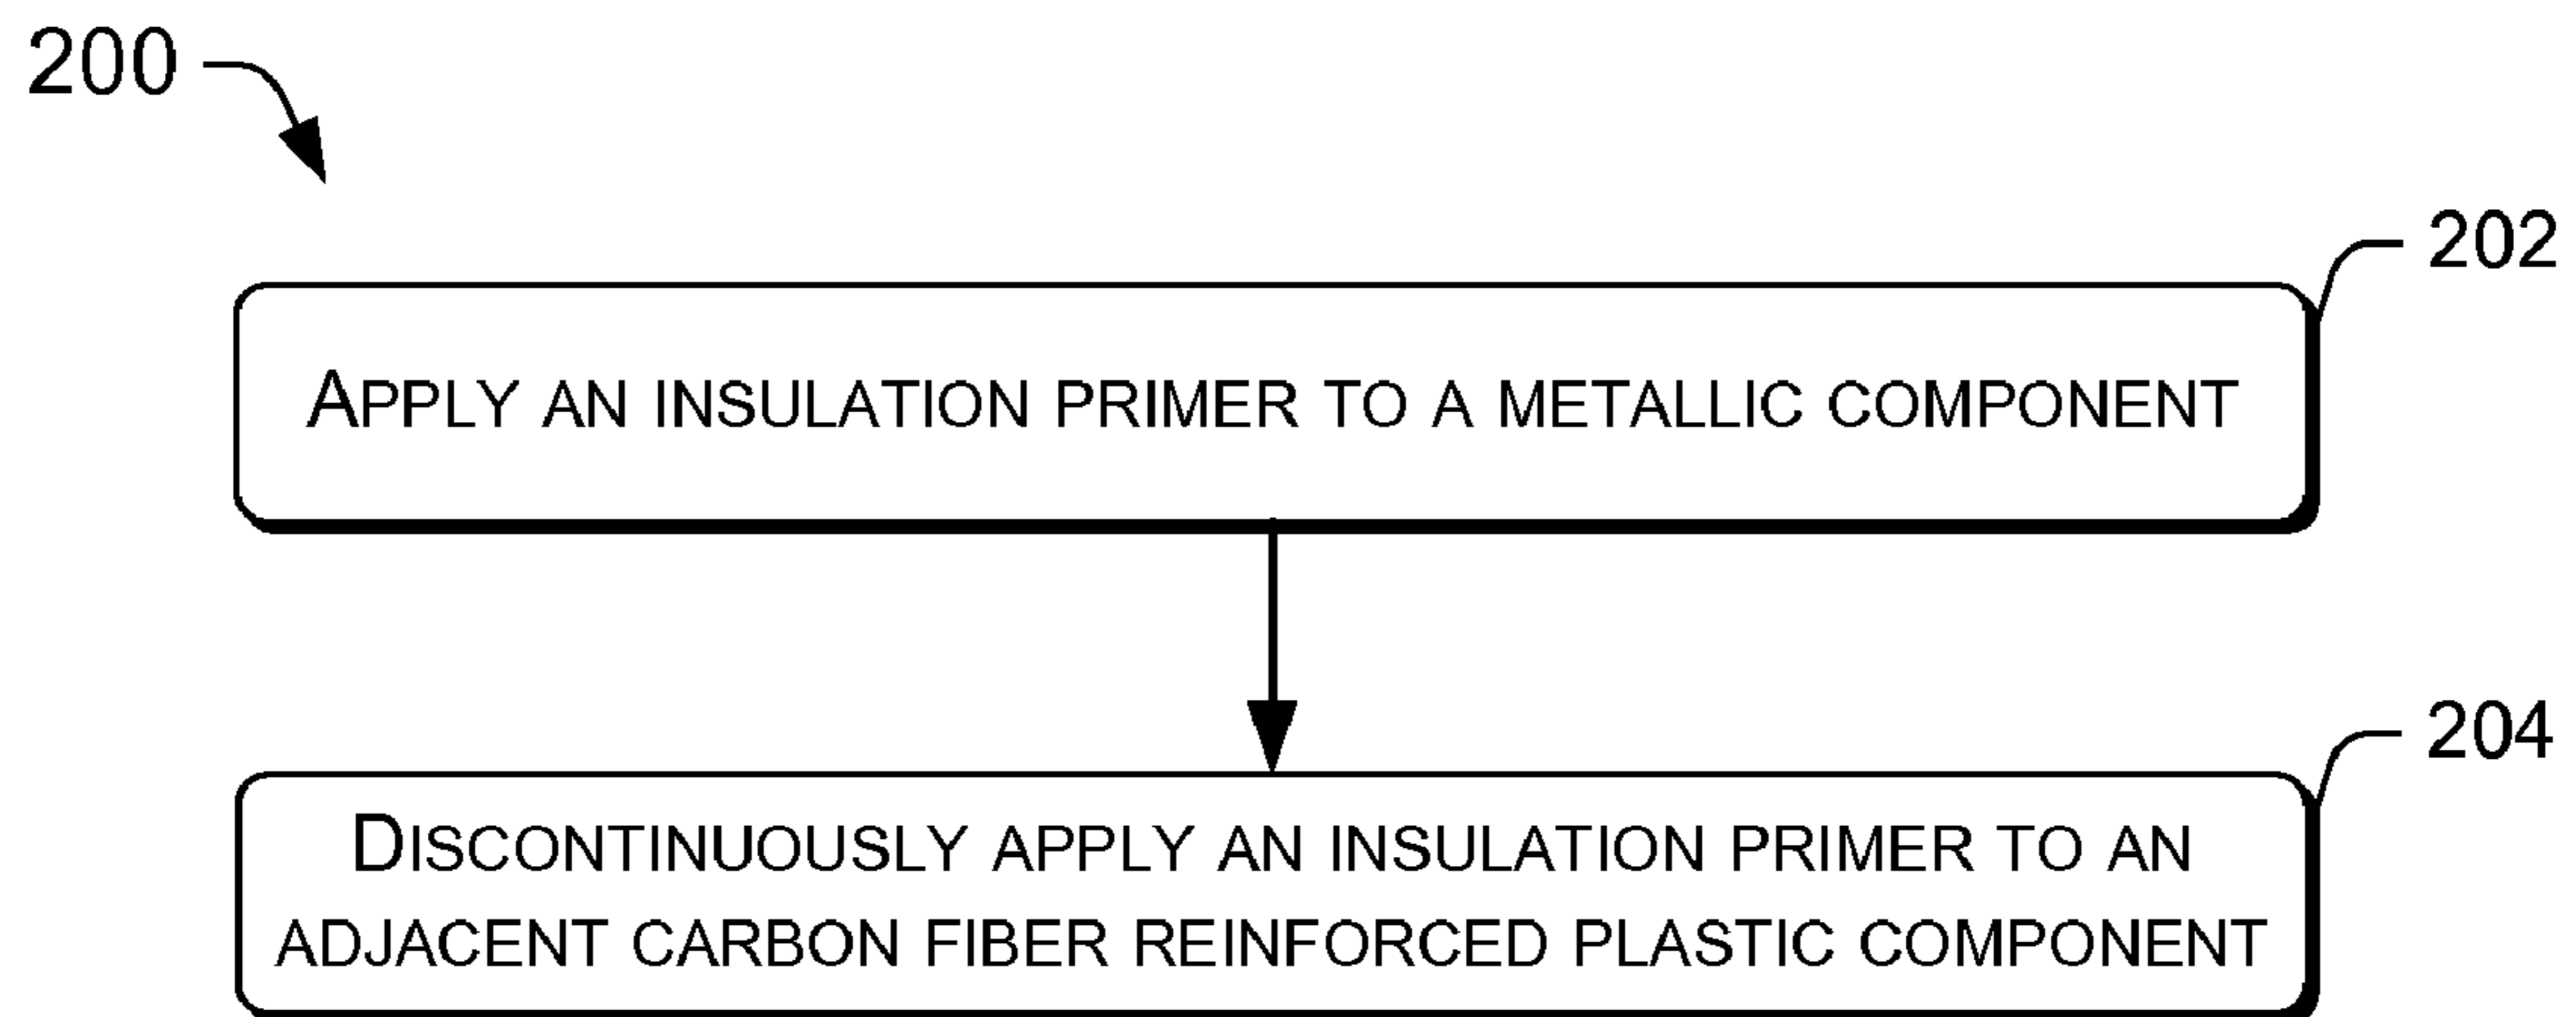 200
202
APPLY AN INSULATION PRIMER TO A METALLIC COMPONENT
204
DISCONTINUOUSLY APPLY AN INSULATION PRIMER TO AN
ADJACENT CARBON FIBER REINFORCED PLASTIC COMPONENT